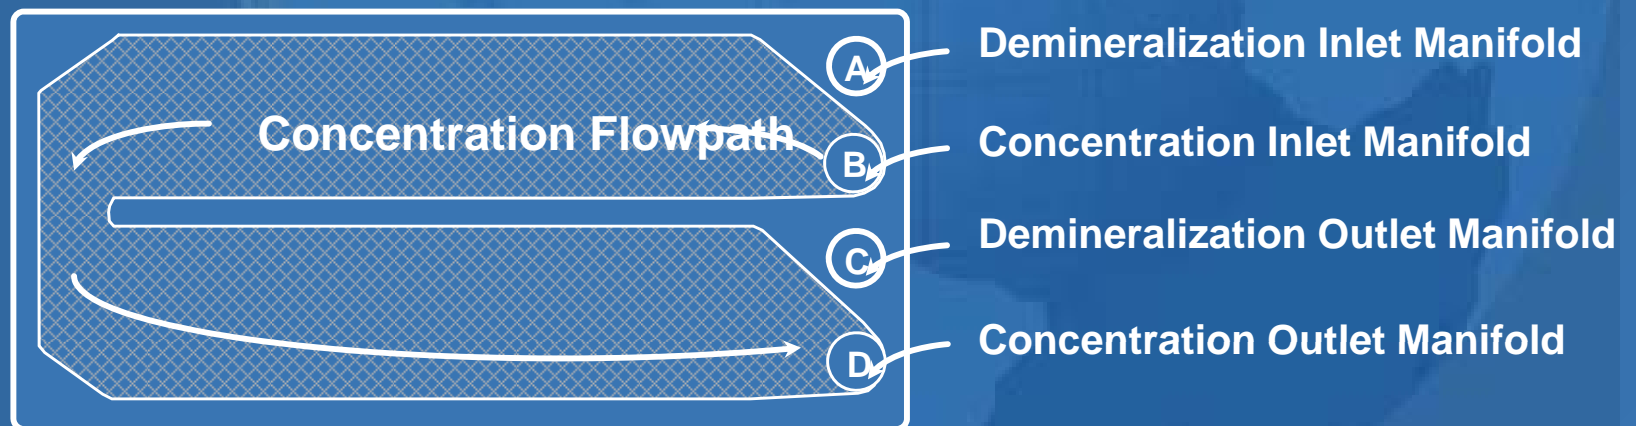 A
Demineralization Inlet Manifold
Concentration Flowpath
B
Concentration Inlet Manifold
C
Demineralization Outlet Manifold
D
Concentration Outlet Manifold